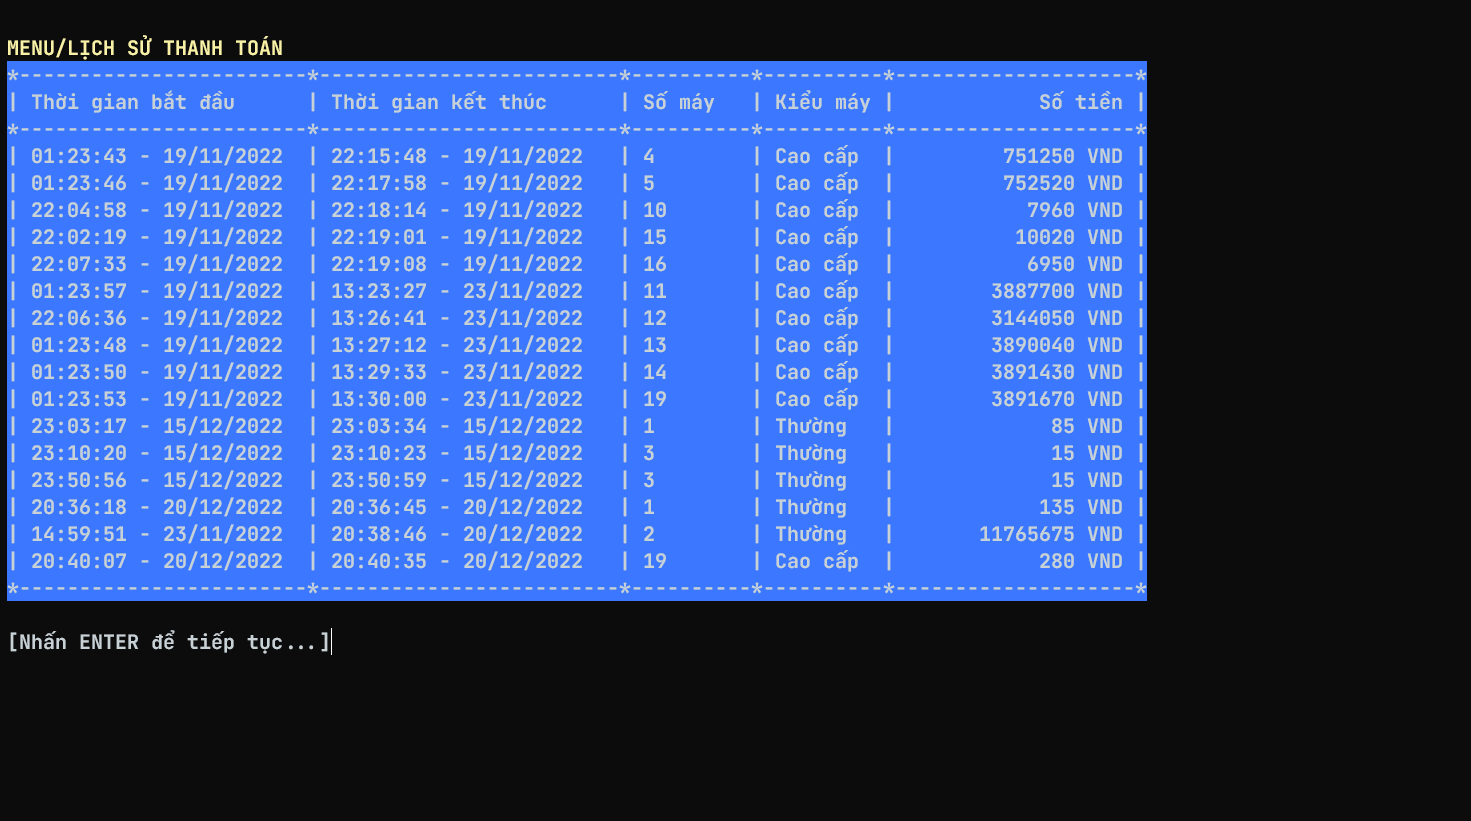 MENU/LỊCH SỬ THANH TOÁN
*------------------------*-------------------------*----------*----------*--------------------*
| Thời gian bắt đầu      | Thời gian kết thúc      | Số máy   | Kiểu máy |            Số tiền |
*------------------------*-------------------------*----------*----------*--------------------*
| 01:23:43 - 19/11/2022  | 22:15:48 - 19/11/2022   | 4        | Cao cấp  |         751250 VND |
| 01:23:46 - 19/11/2022  | 22:17:58 - 19/11/2022   | 5        | Cao cấp  |         752520 VND |
| 22:04:58 - 19/11/2022  | 22:18:14 - 19/11/2022   | 10       | Cao cấp  |           7960 VND |
| 22:02:19 - 19/11/2022  | 22:19:01 - 19/11/2022   | 15       | Cao cấp  |          10020 VND |
| 22:07:33 - 19/11/2022  | 22:19:08 - 19/11/2022   | 16       | Cao cấp  |           6950 VND |
| 01:23:57 - 19/11/2022  | 13:23:27 - 23/11/2022   | 11       | Cao cấp  |        3887700 VND |
| 22:06:36 - 19/11/2022  | 13:26:41 - 23/11/2022   | 12       | Cao cấp  |        3144050 VND |
| 01:23:48 - 19/11/2022  | 13:27:12 - 23/11/2022   | 13       | Cao cấp  |        3890040 VND |
| 01:23:50 - 19/11/2022  | 13:29:33 - 23/11/2022   | 14       | Cao cấp  |        3891430 VND |
| 01:23:53 - 19/11/2022  | 13:30:00 - 23/11/2022   | 19       | Cao cấp  |        3891670 VND |
| 23:03:17 - 15/12/2022  | 23:03:34 - 15/12/2022   | 1        | Thường   |             85 VND |
| 23:10:20 - 15/12/2022  | 23:10:23 - 15/12/2022   | 3        | Thường   |             15 VND |
| 23:50:56 - 15/12/2022  | 23:50:59 - 15/12/2022   | 3        | Thường   |             15 VND |
| 20:36:18 - 20/12/2022  | 20:36:45 - 20/12/2022   | 1        | Thường   |            135 VND |
| 14:59:51 - 23/11/2022  | 20:38:46 - 20/12/2022   | 2        | Thường   |       11765675 VND |
| 20:40:07 - 20/12/2022  | 20:40:35 - 20/12/2022   | 19       | Cao cấp  |            280 VND |
*------------------------*-------------------------*----------*----------*--------------------*
[Nhấn ENTER để tiếp tục...]